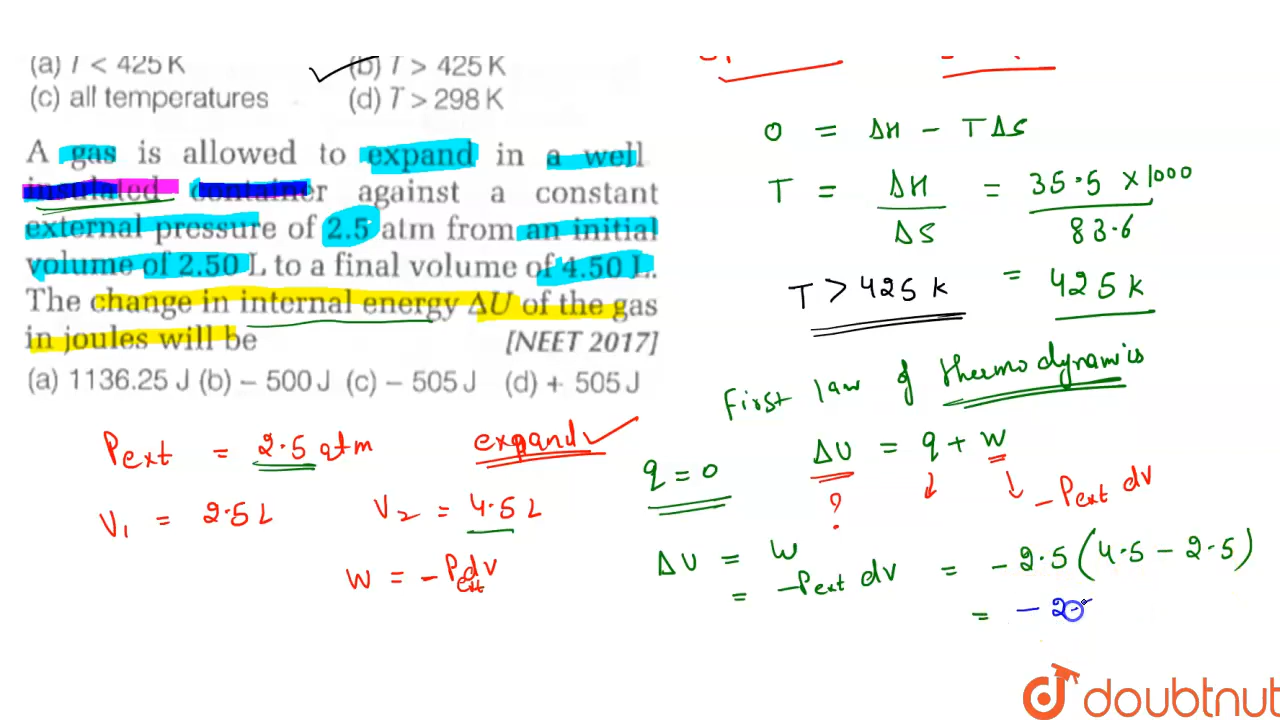 (a) T < 425 K (b) T > 425 K
(c) all temperatures (d) T > 298 K
A gas is allowed to expand in a well
insulated container against a constant
external pressure of 2.5 atm from an initial
volume of 2.50 L to a final volume of 4.50 L.
The change in internal energy ΔU of the gas
in joules will be [NEET 2017]
(a) 1136.25 J (b) – 500 J (c) – 505 J (d) + 505 J
Pext = 2.5 atm expand ✓
V1 = 2.5 L V2 = 4.5 L
W = -Pext dv
0 = ΔH - TΔS
T = ΔH / ΔS = 35.5 × 1000 / 83.6
T > 425 K = 425 K
First law of thermodynamics
ΔU = q + w
q = 0 ? -Pext dv
ΔU = W
= -Pext dv = -2.5 (4.5 - 2.5)
= -2
doubtnut